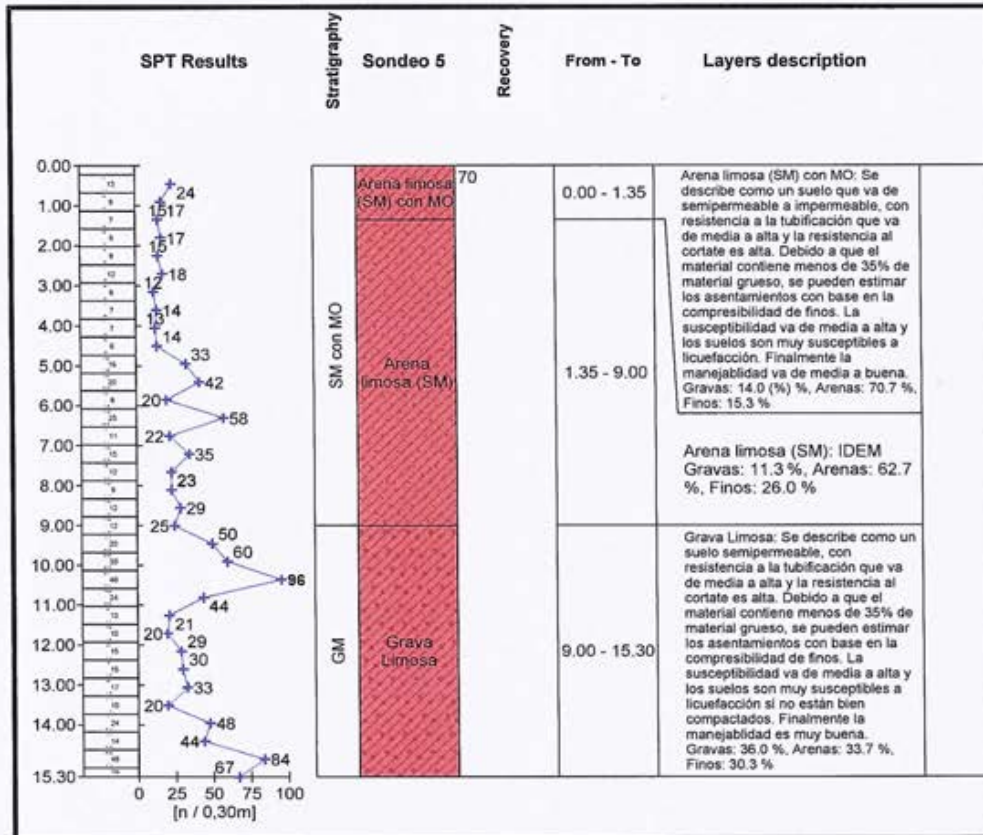 SPT Results
Stratigraphy
Sondeo 5
Recovery
From - To
Layers description
0.00
1.00
2.00
3.00
4.00
5.00
6.00
7.00
8.00
9.00
10.00
11.00
12.00
13.00
14.00
15.30
24
15 17
17
15
18
12
14
13
14
33
42
20
58
22
35
23
29
25
50
60
96
44
21
20
29
30
33
20
48
44
84
67
0 25 50 75 100
[n / 0,30m]
SM con MO
GM
Arena limosa
(SM) con MO
Arena
limosa (SM)
Grava
Limosa
70
0.00 - 1.35
1.35 - 9.00
9.00 - 15.30
Arena limosa (SM) con MO: Se
describe como un suelo que va de
semipermeable a impermeable, con
resistencia a la tubificación que va
de media a alta y la resistencia al
cortate es alta. Debido a que el
material contiene menos de 35% de
material grueso, se pueden estimar
los asentamientos con base en la
compresibilidad de finos. La
susceptibilidad va de media a alta y
los suelos son muy susceptibles a
licuefacción. Finalmente la
manejablidad va de media a buena.
Gravas: 14.0 (%) %, Arenas: 70.7 %,
Finos: 15.3 %
Arena limosa (SM): IDEM
Gravas: 11.3 %, Arenas: 62.7
%, Finos: 26.0 %
Grava Limosa: Se describe como un
suelo semipermeable, con
resistencia a la tubificación que va
de media a alta y la resistencia al
cortate es alta. Debido a que el
material contiene menos de 35% de
material grueso, se pueden estimar
los asentamientos con base en la
compresibilidad de finos. La
susceptibilidad va de media a alta y
los suelos son muy susceptibles a
licuefacción si no están bien
compactados. Finalmente la
manejablidad es muy buena.
Gravas: 36.0 %, Arenas: 33.7 %,
Finos: 30.3 %